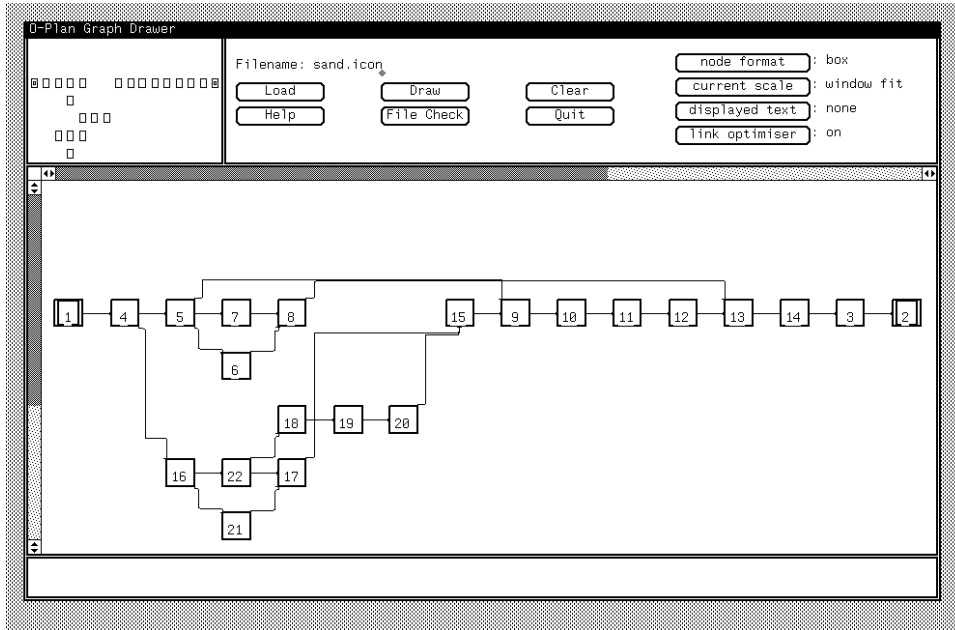 O-Plan Graph Drawer
Filename: sand.icon
Load Draw Clear
Help File Check Quit
node format : box
current scale : window fit
displayed text : none
link optimiser : on
1 4 5 7 8 15 9 10 11 12 13 14 3 2
6
18 19 20
16 22 17
21